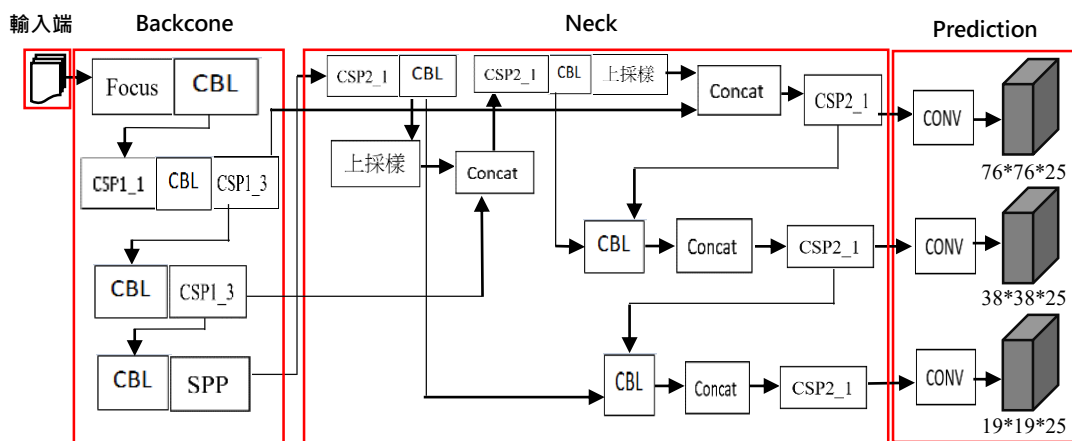 輸入端
Backcone
Neck
Prediction
Focus
CBL
CSP1_1
CBL
CSP1_3
CBL
CSP1_3
CBL
SPP
CSP2_1
CBL
上採樣
Concat
CSP2_1
CBL
上採樣
Concat
CSP2_1
CBL
Concat
CSP2_1
CBL
Concat
CSP2_1
CONV
76*76*25
CONV
38*38*25
CONV
19*19*25